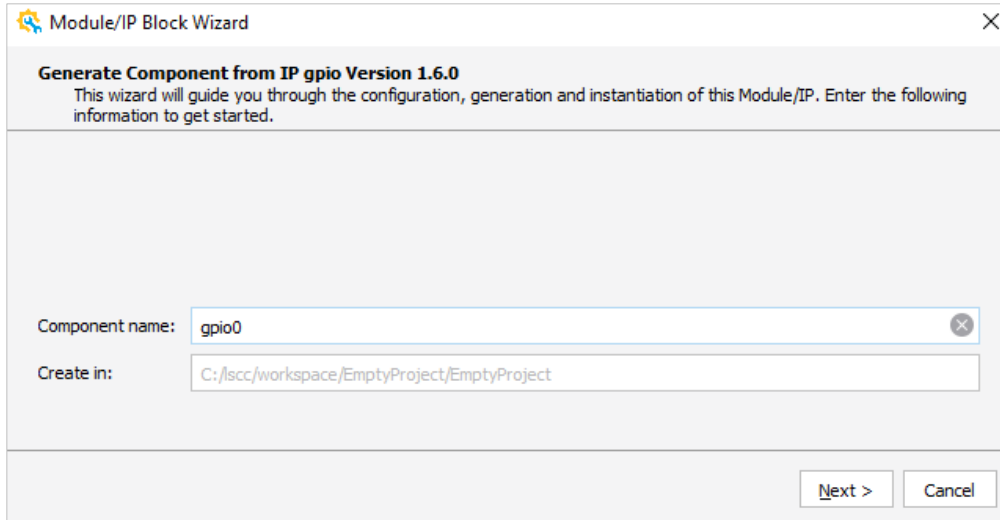 Module/IP Block Wizard
Generate Component from IP gpio Version 1.6.0
This wizard will guide you through the configuration, generation and instantiation of this Module/IP. Enter the following
information to get started.
Component name: gpio0
Create in: C:/lscc/workspace/EmptyProject/EmptyProject
Next > Cancel